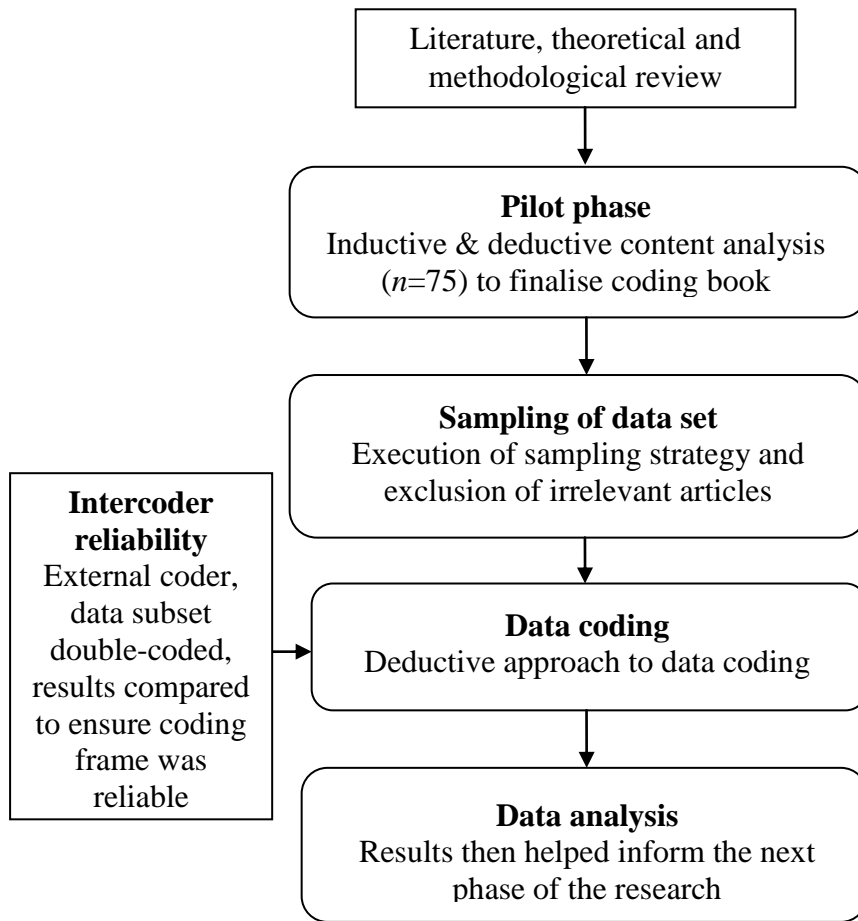 Literature, theoretical and
methodological review
Pilot phase
Inductive & deductive content analysis
(n=75) to finalise coding book
Sampling of data set
Execution of sampling strategy and
exclusion of irrelevant articles
Intercoder
reliability
External coder,
data subset
double-coded,
results compared
to ensure coding
frame was
reliable
Data coding
Deductive approach to data coding
Data analysis
Results then helped inform the next
phase of the research